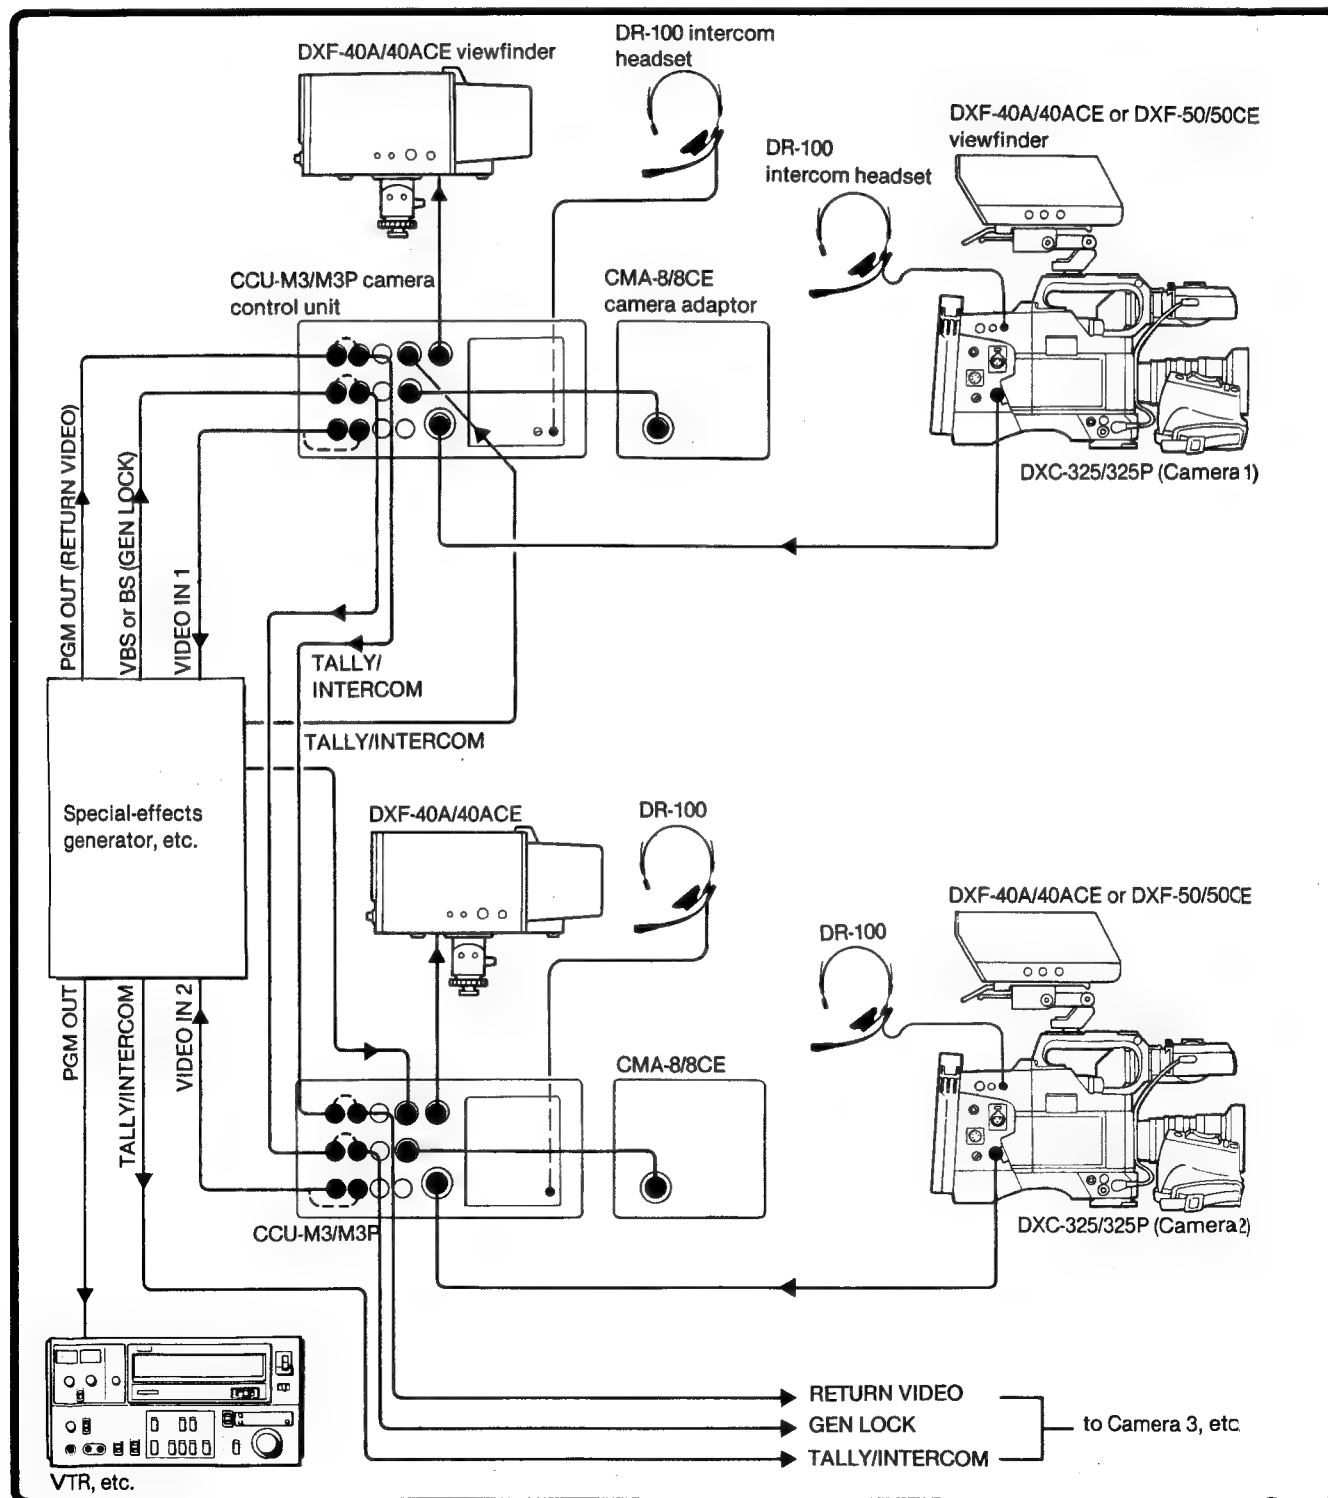 DXF-40A/40ACE viewfinder
DR-100 intercom
headset
DXF-40A/40ACE or DXF-50/50CE
viewfinder
DR-100
intercom headset
CCU-M3/M3P camera
control unit
CMA-8/8CE
camera adaptor
DXC-325/325P (Camera 1)
PGM OUT (RETURN VIDEO)
VBS or BS (GEN LOCK)
VIDEO IN 1
TALLY/
INTERCOM
TALLY/INTERCOM
Special-effects
generator, etc.
DXF-40A/40ACE
DR-100
DXF-40A/40ACE or DXF-50/50CE
DR-100
PGM OUT
TALLY/INTERCOM
VIDEO IN 2
CMA-8/8CE
CCU-M3/M3P
DXC-325/325P (Camera 2)
RETURN VIDEO
GEN LOCK
to Camera 3, etc
TALLY/INTERCOM
VTR, etc.